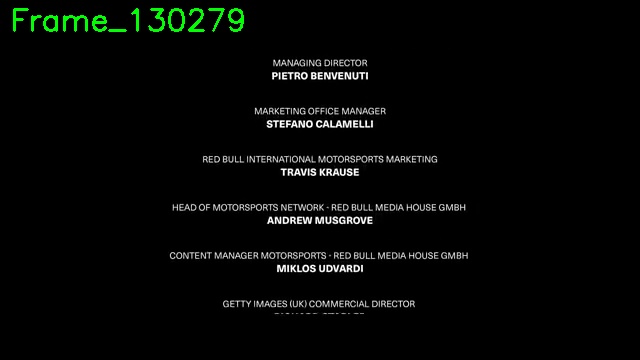 Frame_130279
MANAGING DIRECTOR
PIETRO BENVENUTI
MARKETING OFFICE MANAGER
STEFANO CALAMELLI
RED BULL INTERNATIONAL MOTORSPORTS MARKETING
TRAVIS KRAUSE
HEAD OF MOTORSPORTS NETWORK - RED BULL MEDIA HOUSE GMBH
ANDREW MUSGROVE
CONTENT MANAGER MOTORSPORTS - RED BULL MEDIA HOUSE GMBH
MIKLOS UDVARDI
GETTY IMAGES (UK) COMMERCIAL DIRECTOR